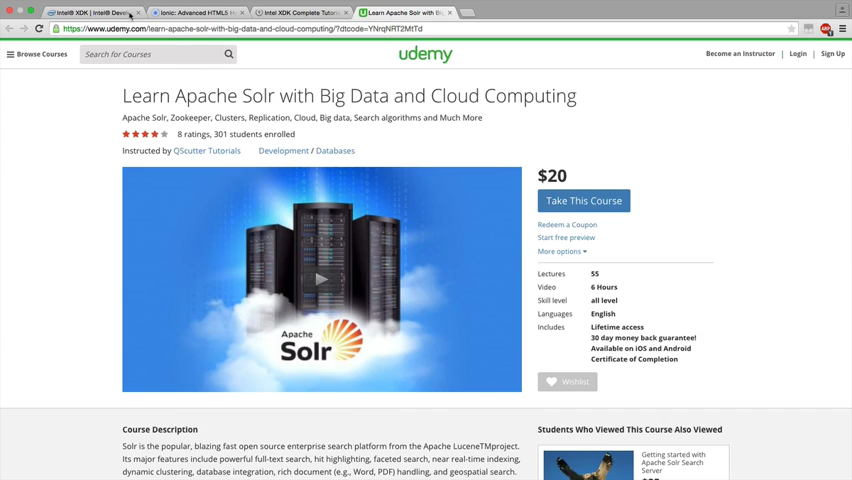 Intel® XDK | Intel® Develo
Ionic: Advanced HTML5 H
Intel XDK Complete Tutoria
Learn Apache Solr with Big
https://www.udemy.com/learn-apache-solr-with-big-data-and-cloud-computing/?dtcode=YNrqNRT2MtTd
Browse Courses
Search for Courses
udemy
Become an Instructor | Login | Sign Up
Learn Apache Solr with Big Data and Cloud Computing
Apache Solr, Zookeeper, Clusters, Replication, Cloud, Big data, Search algorithms and Much More
8 ratings, 301 students enrolled
Instructed by QScutter Tutorials Development / Databases
Apache
Solr
$20
Take This Course
Redeem a Coupon
Start free preview
More options
Lectures 55
Video 6 Hours
Skill level all level
Languages English
Includes Lifetime access
30 day money back guarantee!
Available on iOS and Android
Certificate of Completion
Wishlist
Course Description
Solr is the popular, blazing fast open source enterprise search platform from the Apache LuceneTMproject.
Its major features include powerful full-text search, hit highlighting, faceted search, near real-time indexing,
dynamic clustering, database integration, rich document (e.g., Word, PDF) handling, and geospatial search.
Students Who Viewed This Course Also Viewed
Getting started with
Apache Solr Search
Server